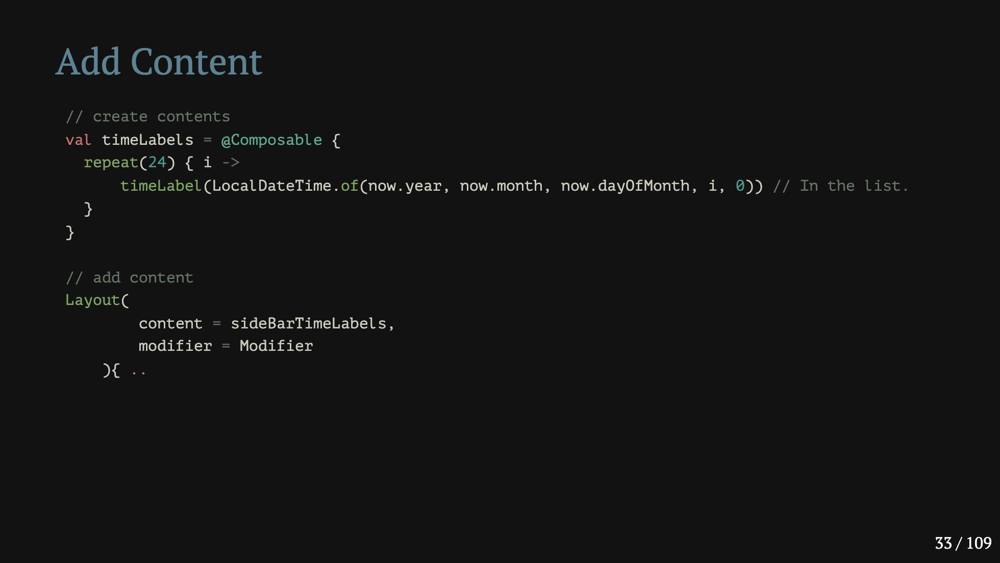 Add Content
// create contents
val timeLabels = @Composable {
  repeat(24) { i ->
      timeLabel(LocalDateTime.of(now.year, now.month, now.dayOfMonth, i, 0)) // In the list.
  }
}

// add content
Layout(
        content = sideBarTimeLabels,
        modifier = Modifier
    ){ ..
33 / 109